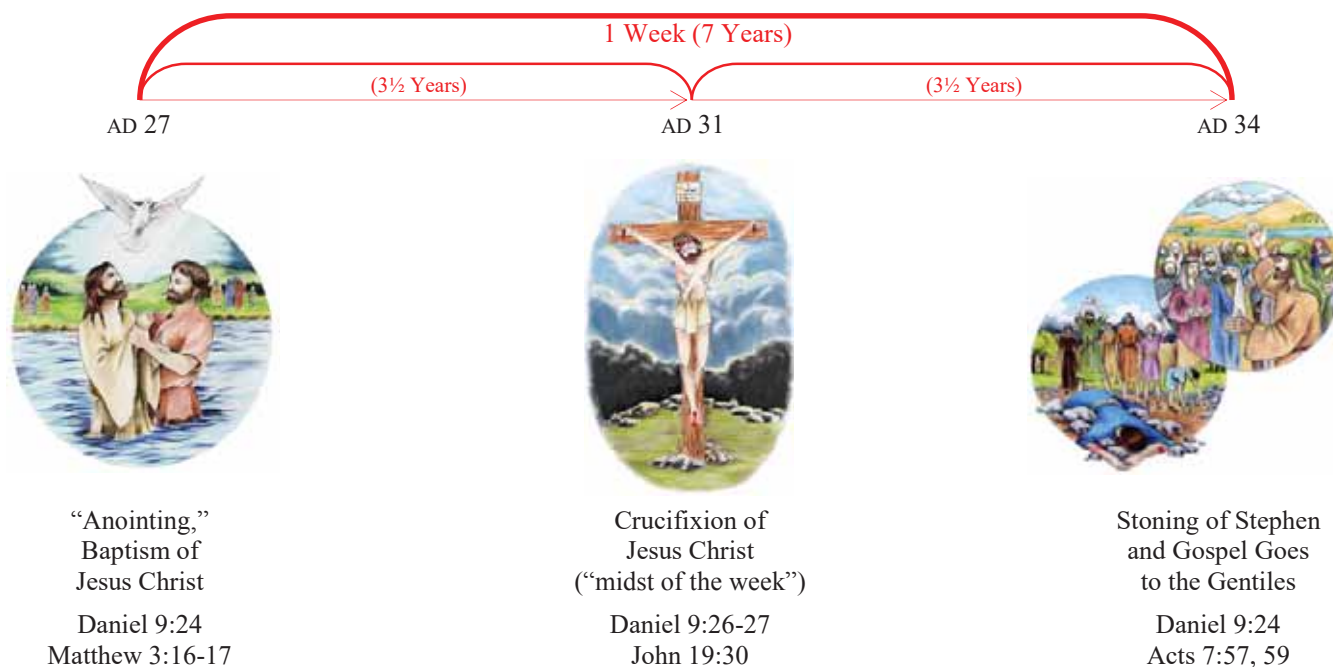 1 Week (7 Years)
(3½ Years)
(3½ Years)
AD 27
AD 31
AD 34
“Anointing,”
Baptism of
Jesus Christ
Daniel 9:24
Matthew 3:16-17
Crucifixion of
Jesus Christ
(“midst of the week”)
Daniel 9:26-27
John 19:30
Stoning of Stephen
and Gospel Goes
to the Gentiles
Daniel 9:24
Acts 7:57, 59